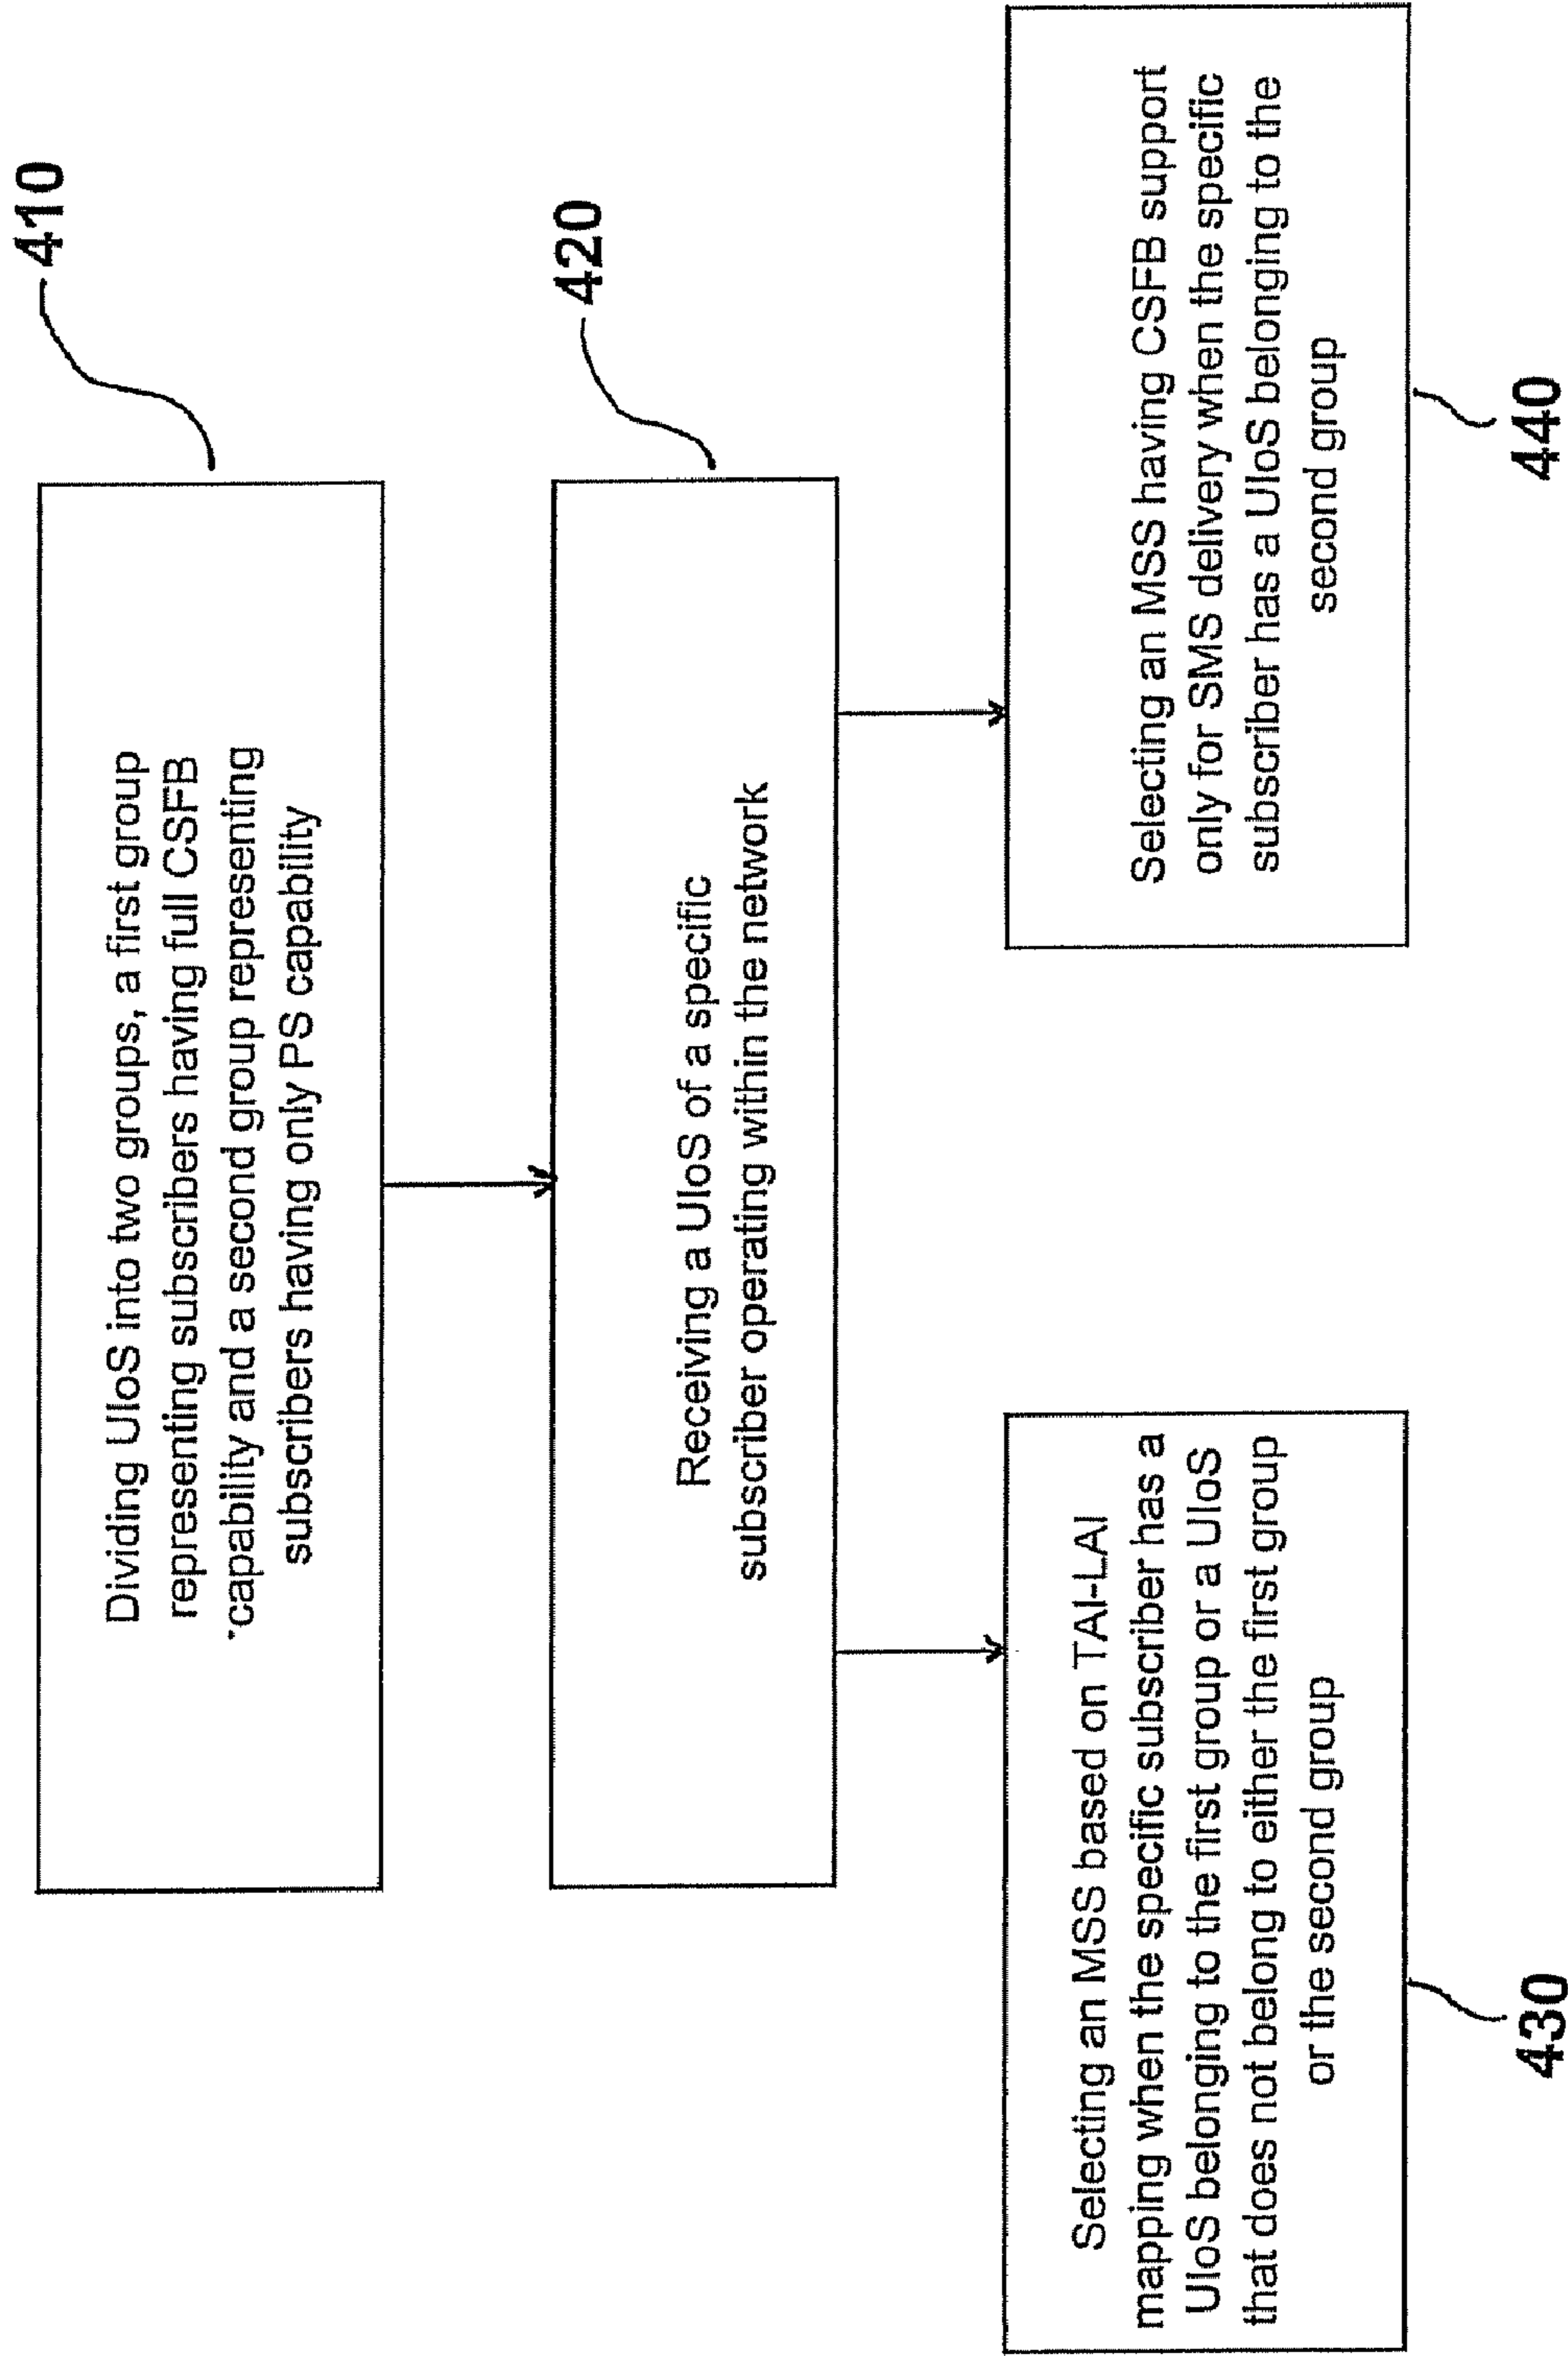 410
Dividing UIoS into two groups, a first group
representing subscribers having full CSFB
capability and a second group representing
subscribers having only PS capability
420
Receiving a UIoS of a specific
subscriber operating within the network
Selecting an MSS based on TAI-LAI
mapping when the specific subscriber has a
UIoS belonging to the first group or a UIoS
that does not belong to either the first group
or the second group
430
Selecting an MSS having CSFB support
only for SMS delivery when the specific
subscriber has a UIoS belonging to the
second group
440